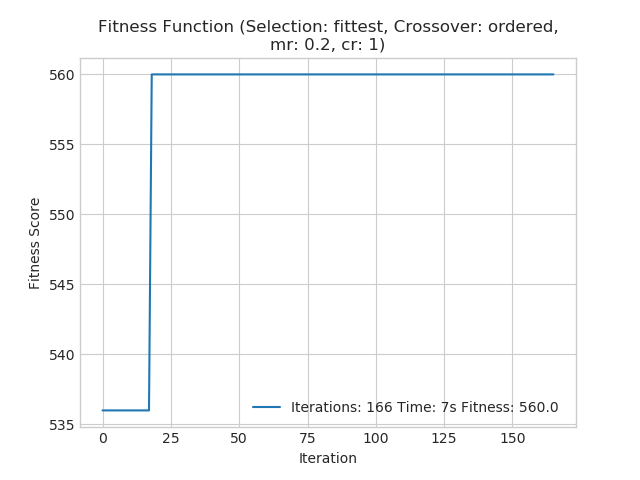 Fitness Function (Selection: fittest, Crossover: ordered,
mr: 0.2, cr: 1)
Fitness Score
560
555
550
545
540
535
Iterations: 166 Time: 7s Fitness: 560.0
0 25 50 75 100 125 150
Iteration